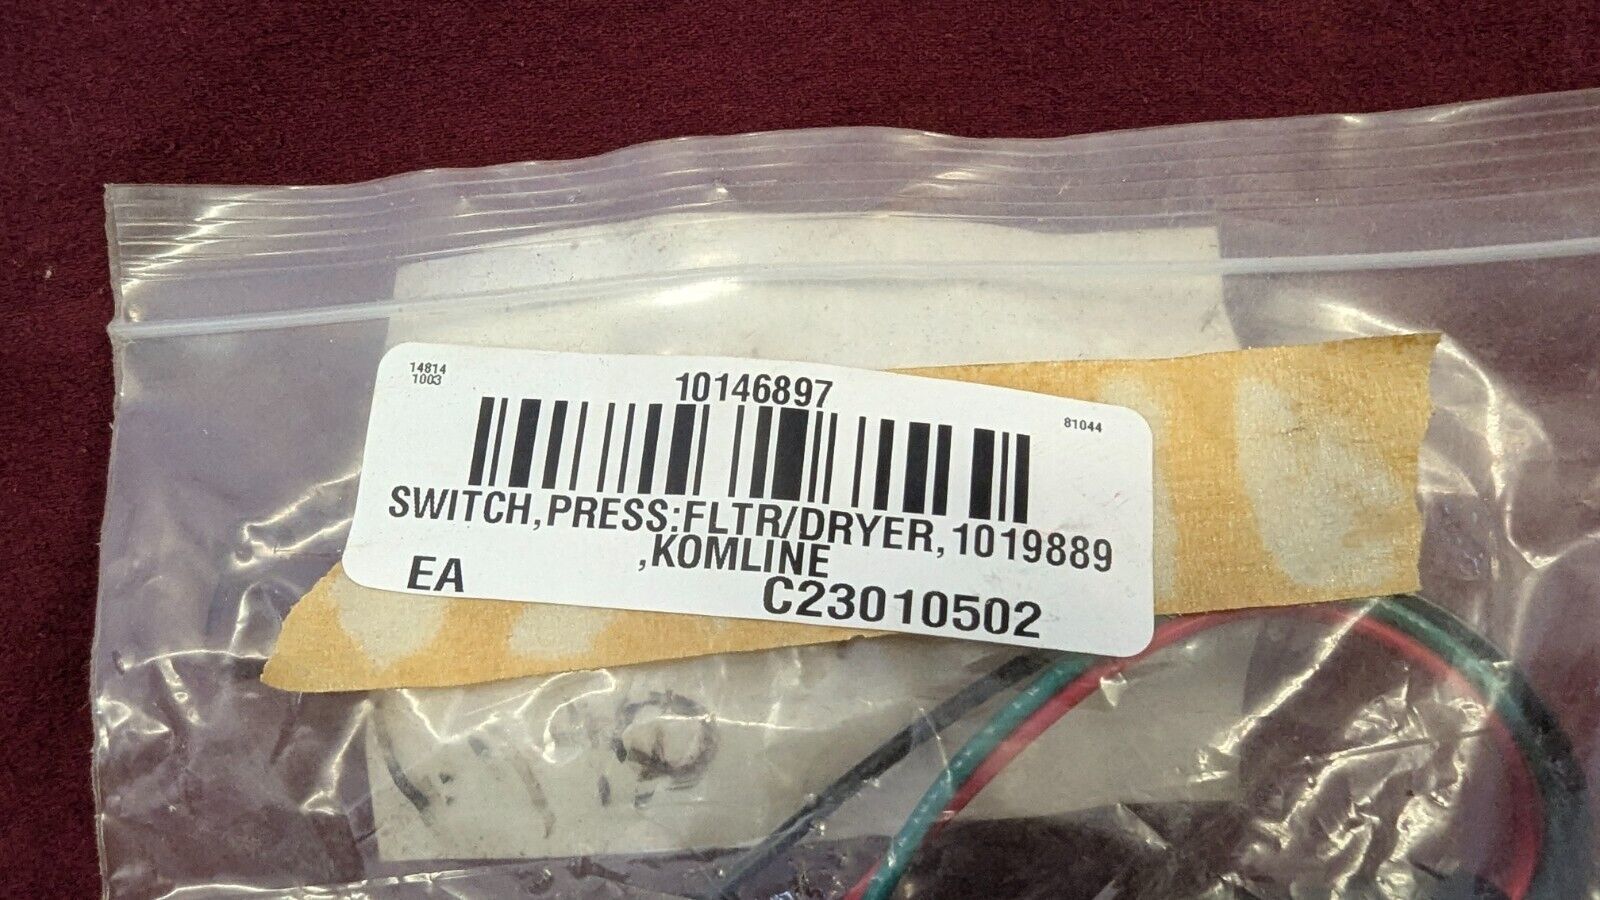 14814
1003
10146897
81044
SWITCH,PRESS:FLTR/DRYER,1019889
,KOMLINE
EA
C23010502